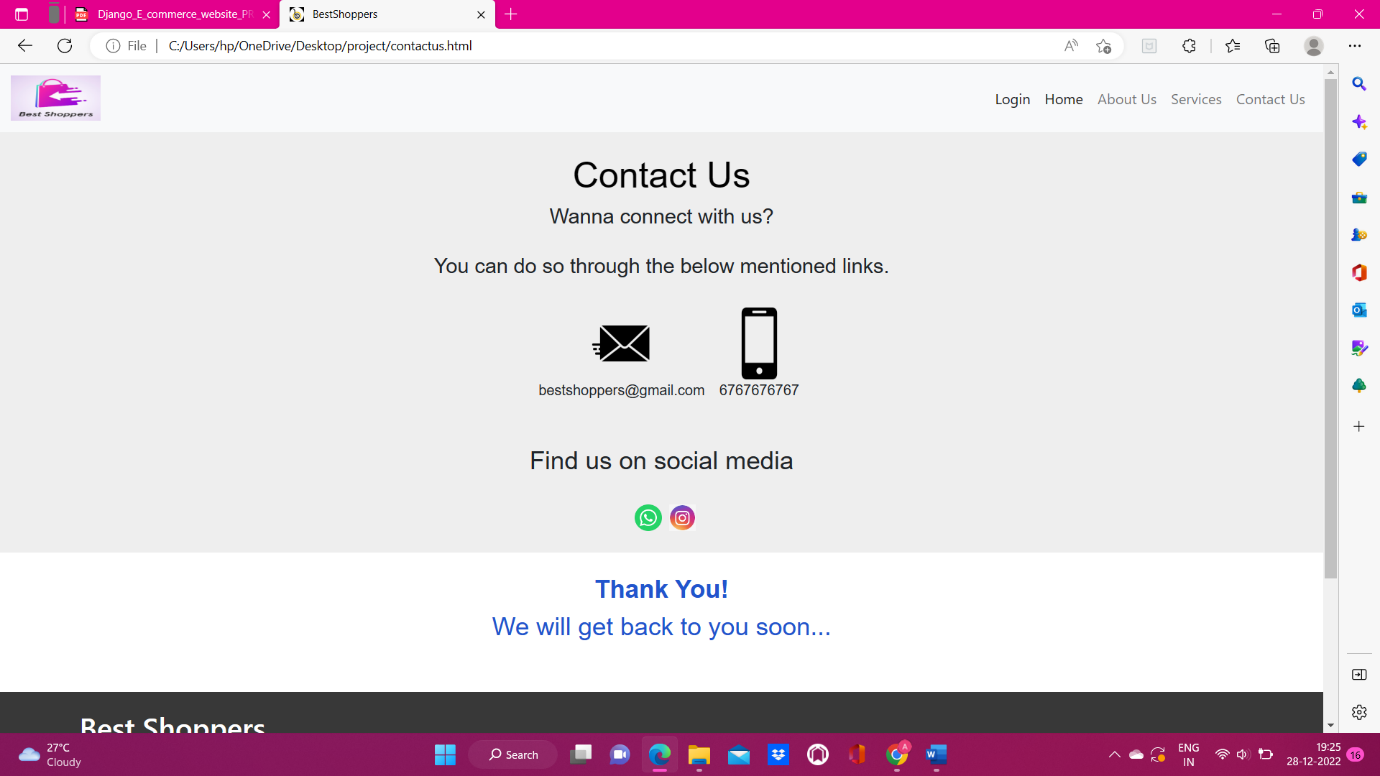 Django_E_commerce_website_PR
BestShoppers
File
C:/Users/hp/OneDrive/Desktop/project/contactus.html
Best Shoppers
Login Home About Us Services Contact Us
Contact Us
Wanna connect with us?
You can do so through the below mentioned links.
bestshoppers@gmail.com 6767676767
Find us on social media
Thank You!
We will get back to you soon...
Best Shoppers
27°C
Cloudy
Search
A
W
ENG
IN
19:25
28-12-2022
16